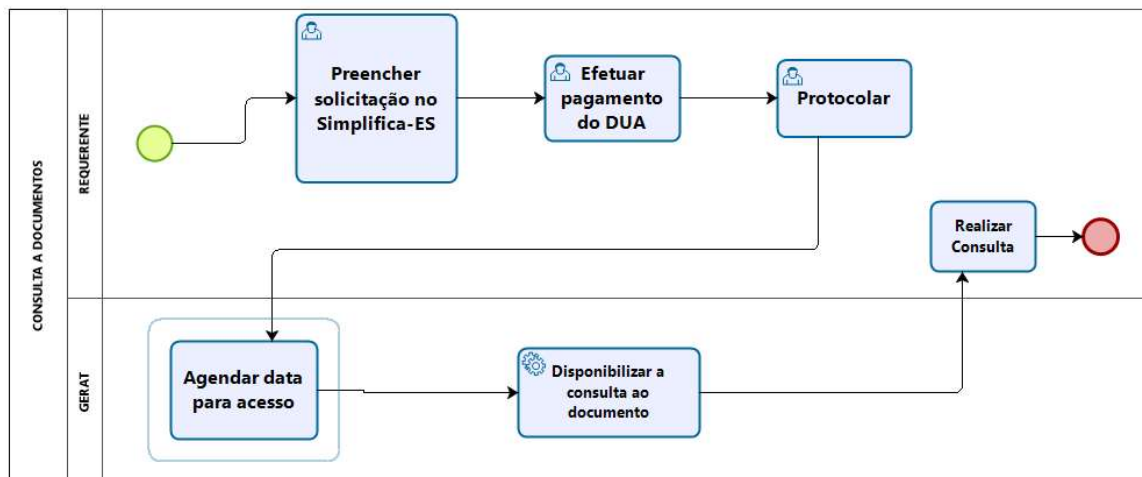 CONSULTA A DOCUMENTOS
REQUERENTE
Preencher
solicitação no
Simplifica-ES
Efetuar
pagamento
do DUA
Protocolar
Realizar
Consulta
GERAT
Agendar data
para acesso
Disponibilizar a
consulta ao
documento